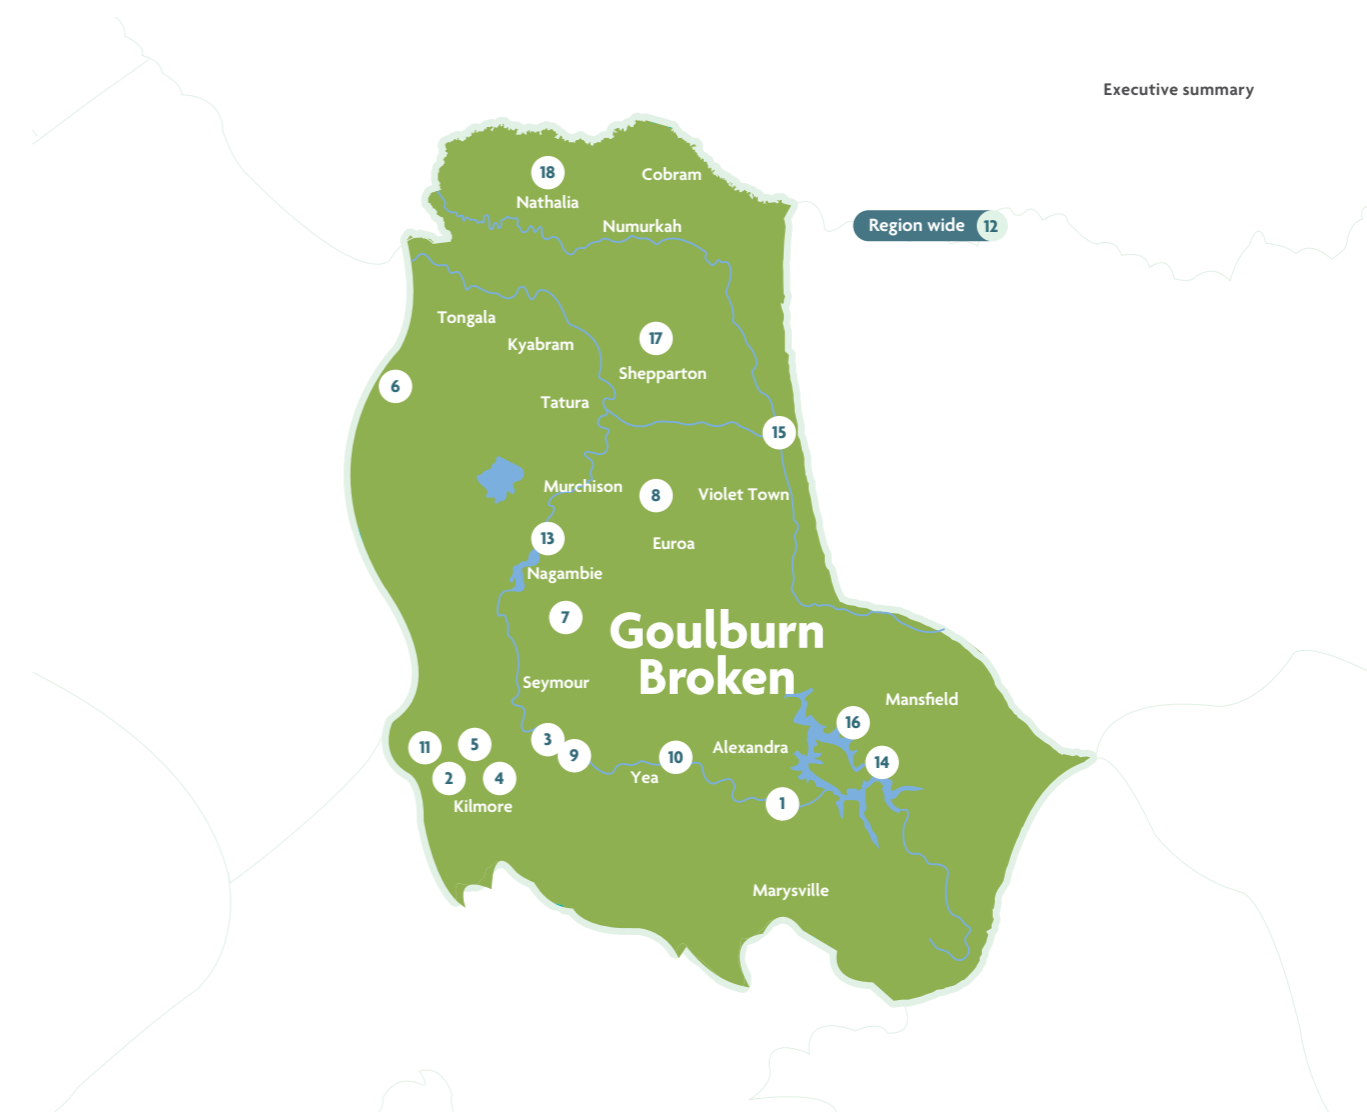 Executive summary
18
Cobram
Nathalia
Numurkah
Region wide 12
Tongala
17
Kyabram
Shepparton
6
Tatura
15
Murchison
8
Violet Town
13
Euroa
Nagambie
7
Goulburn
Broken
Seymour
Mansfield
16
3
11
5
Alexandra
9
10
14
2
4
Yea
Kilmore
1
Marysville